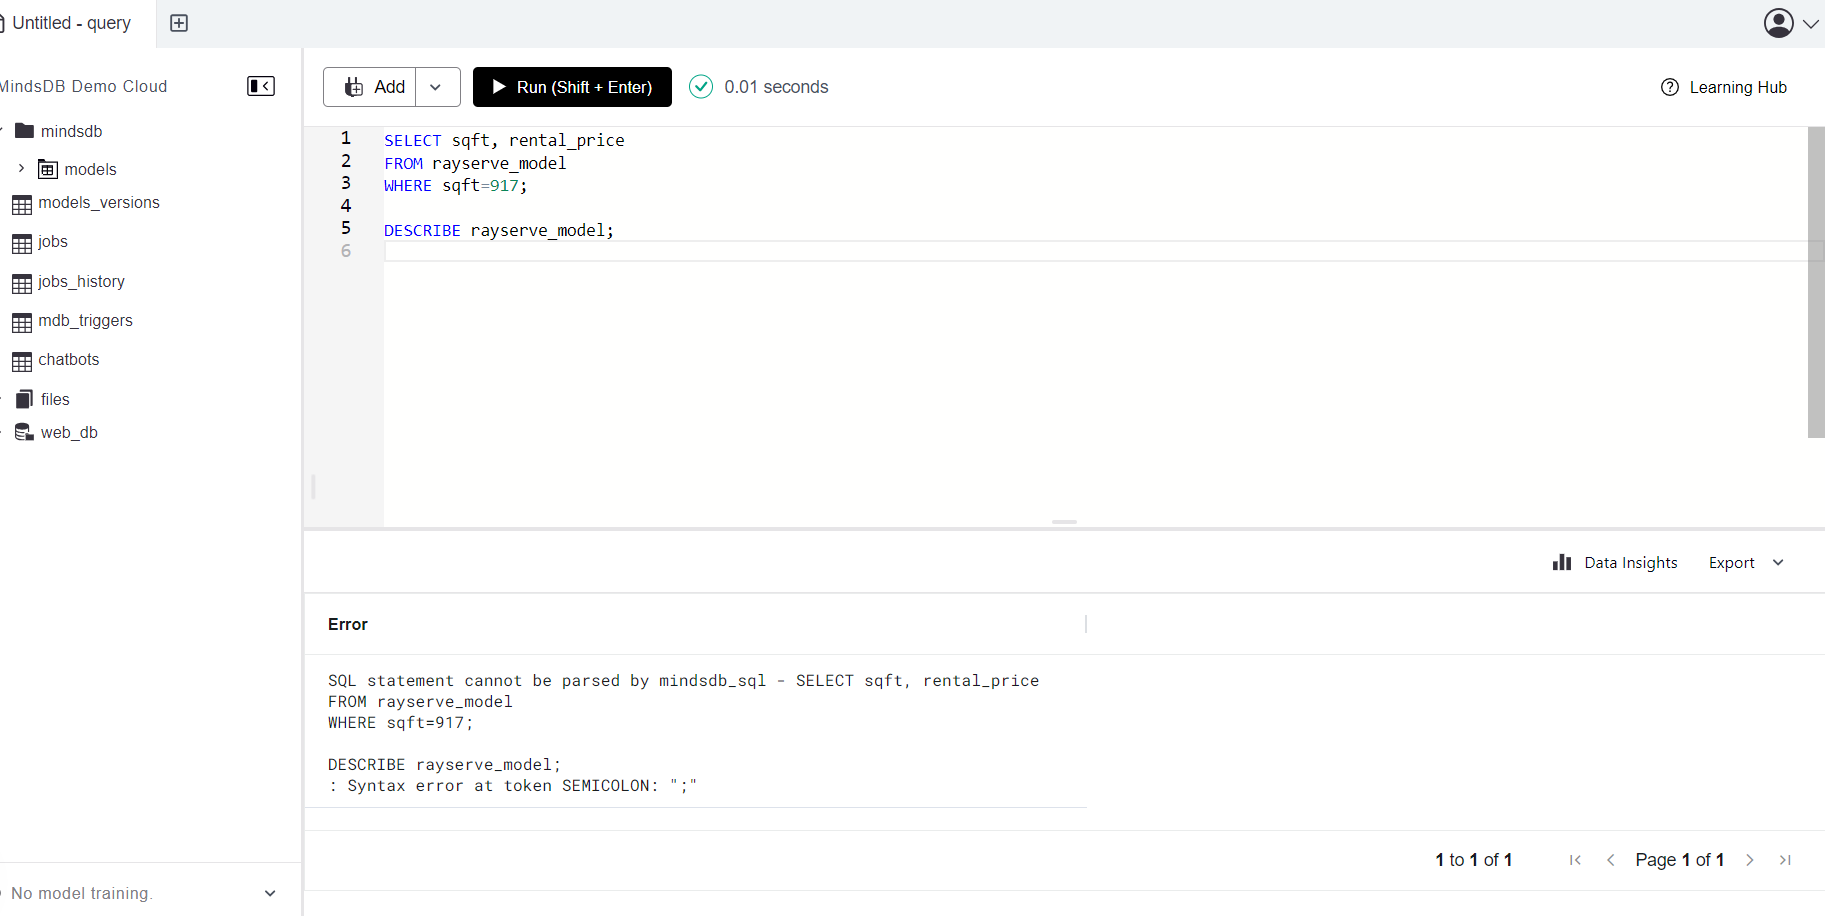 Untitled - query
MindsDB Demo Cloud
Add
Run (Shift + Enter)
0.01 seconds
Learning Hub
mindsdb
models
models_versions
jobs
jobs_history
mdb_triggers
chatbots
files
web_db
1 SELECT sqft, rental_price
2 FROM rayserve_model
3 WHERE sqft=917;
4
5 DESCRIBE rayserve_model;
6
Data Insights
Export
Error
SQL statement cannot be parsed by mindsdb_sql - SELECT sqft, rental_price
FROM rayserve_model
WHERE sqft=917;
DESCRIBE rayserve_model;
: Syntax error at token SEMICOLON: ";"
1 to 1 of 1
Page 1 of 1
No model training.